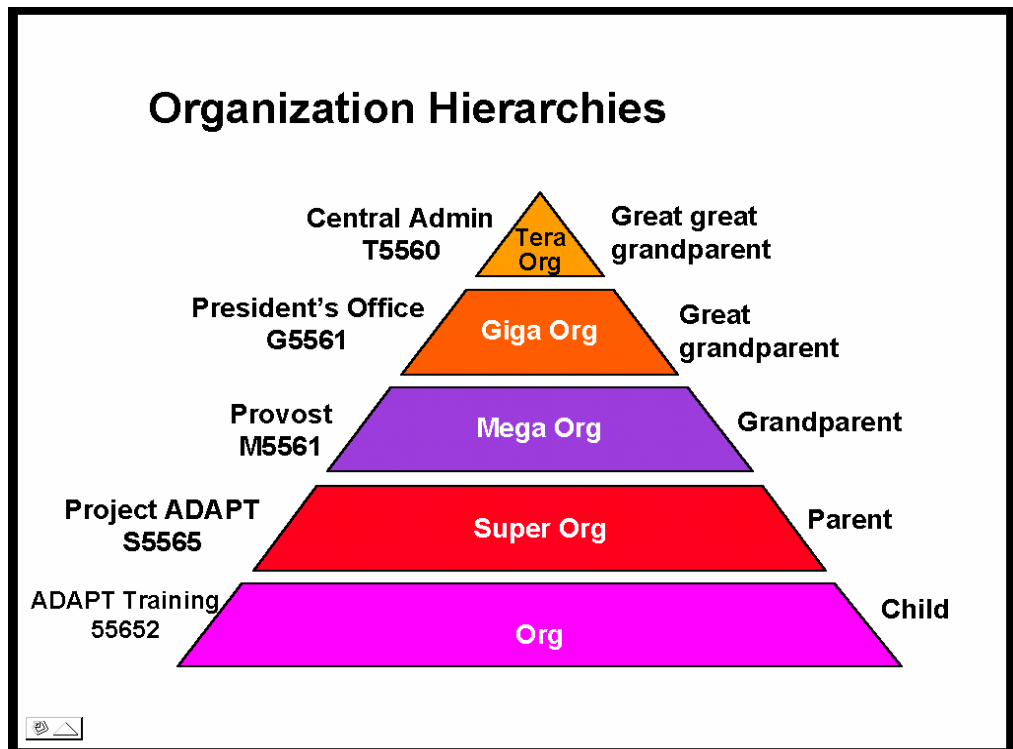 Organization Hierarchies
Central Admin
T5560
Tera
Org
Great great
grandparent
President’s Office
G5561
Giga Org
Great
grandparent
Provost
M5561
Mega Org
Grandparent
Project ADAPT
S5565
Super Org
Parent
ADAPT Training
55652
Org
Child